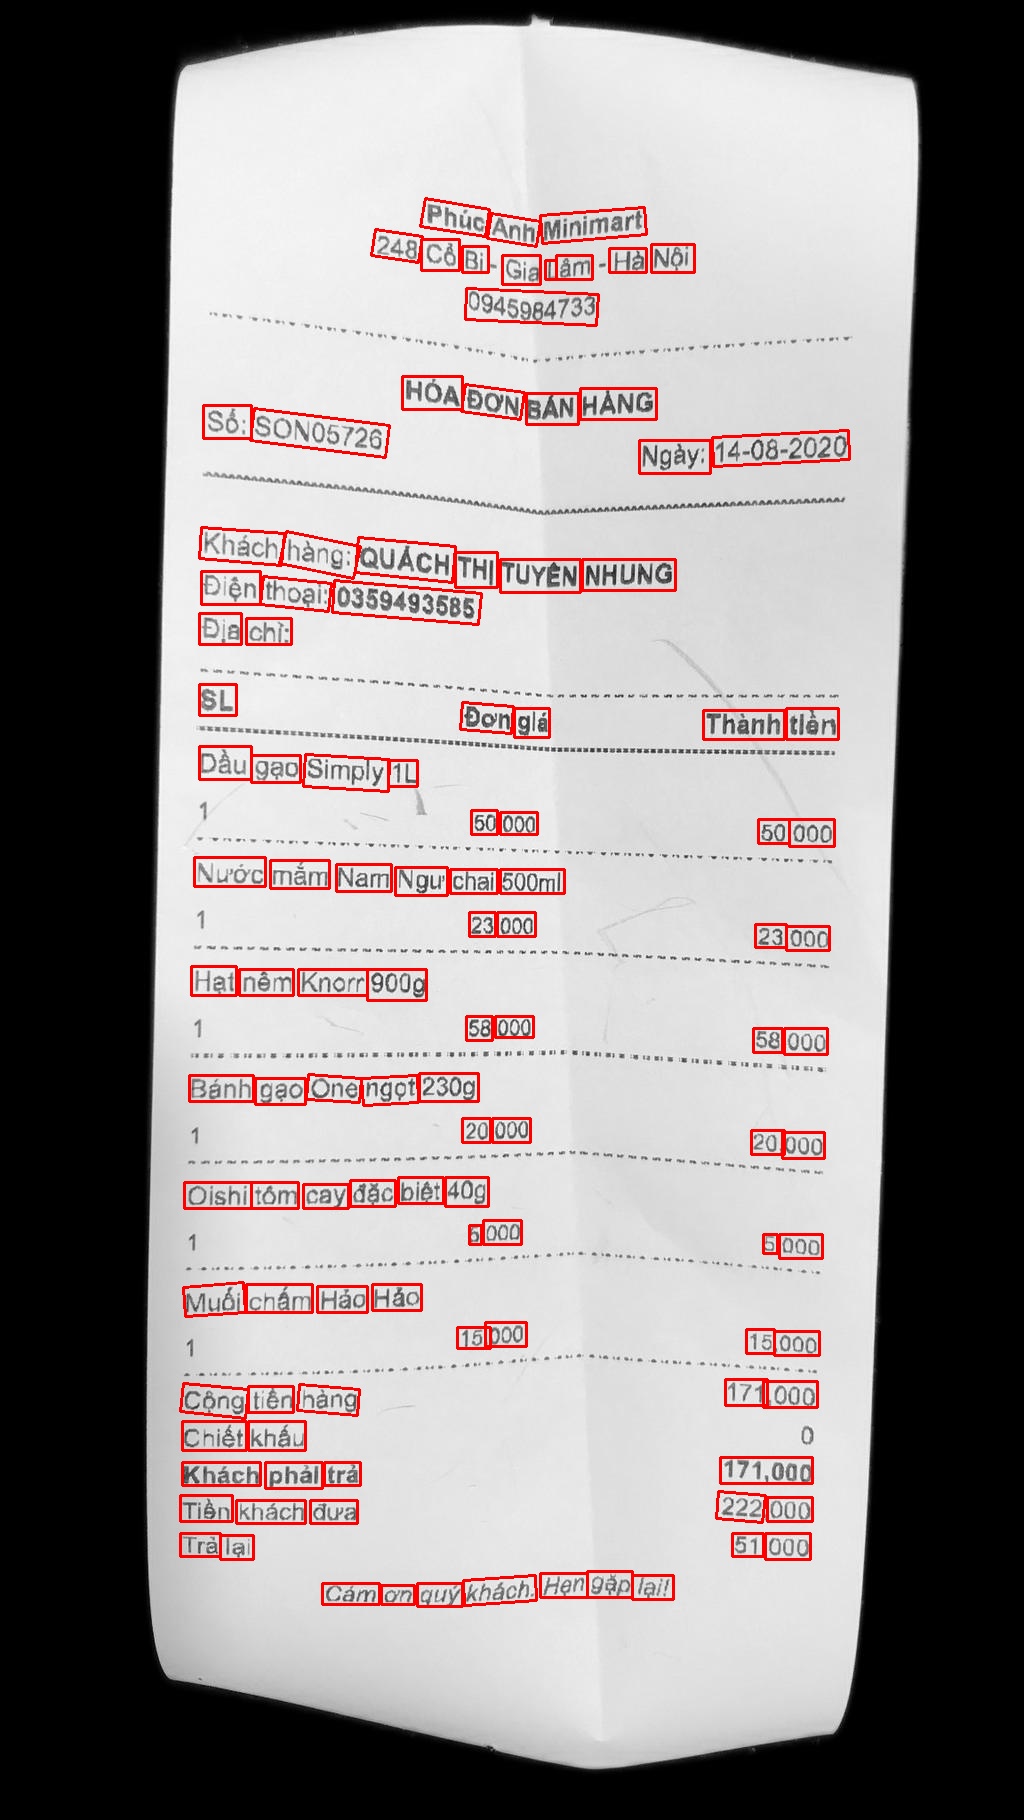 Phúc Anh Minimart
248 Cổ Bi - Gia Lâm - Hà Nội
0945984733
HÓA ĐƠN BÁN HÀNG
Số: SON05726
Ngày: 14-08-2020
Khách hàng: QUÁCH THỊ TUYẾN NHUNG
Điện thoại: 0359493585
Địa chỉ:
SL Đơn giá Thành tiền
Dầu gạo Simply 1L
1 50,000 50,000
Nước mắm Nam Ngư chai 500ml
1 23,000 23,000
Hạt nêm Knorr 900g
1 58,000 58,000
Bánh gạo One ngọt 230g
1 20,000 20,000
Oishi tôm cay đặc biệt 40g
1 5,000 5,000
Muối chấm Hảo Hảo
1 15,000 15,000
Cộng tiền hàng 171,000
Chiết khấu 0
Khách phải trả 171,000
Tiền khách đưa 222,000
Trả lại 51,000
Cám ơn quý khách. Hẹn gặp lại!